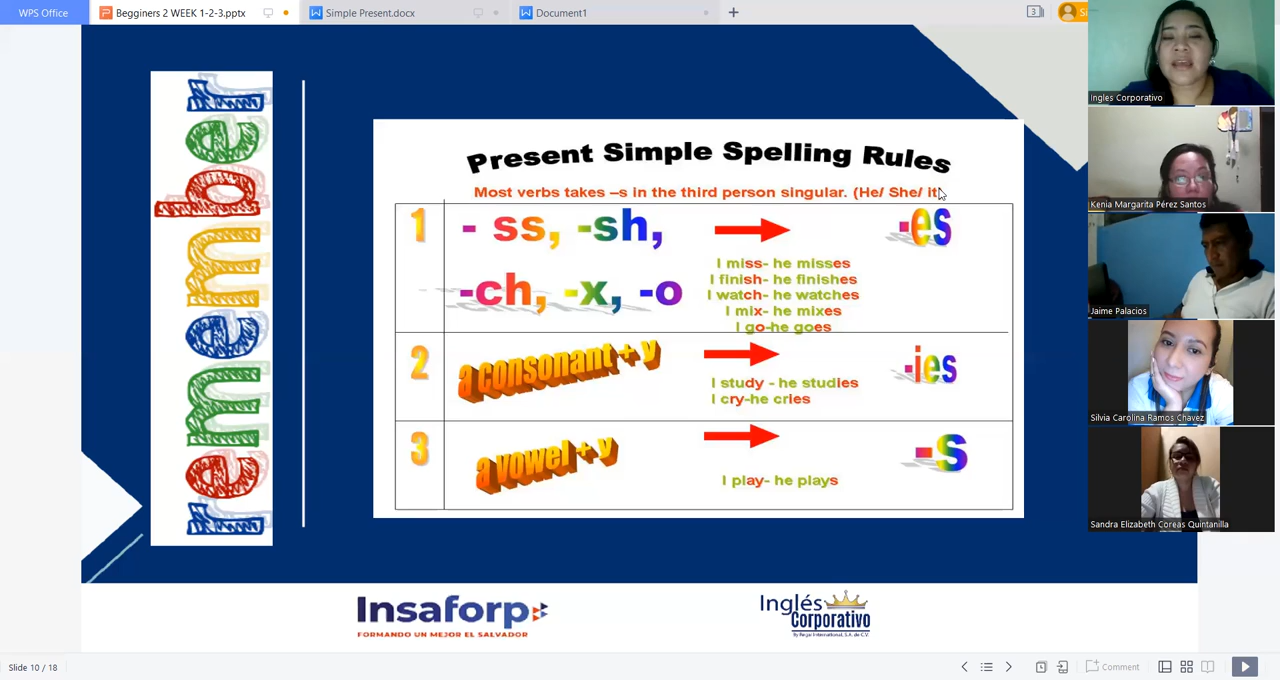 WPS Office
Begginers 2 WEEK 1-2-3.pptx
Simple Present.docx
Document1
3
remember
Present Simple Spelling Rules
Most verbs takes –s in the third person singular. (He/ She/ it)
1
- ss, -sh,
-ch, -x, -o
-es
I miss- he misses
I finish- he finishes
I watch- he watches
I mix- he mixes
I go-he goes
2
a consonant + y
-ies
I study - he studies
I cry-he cries
3
a vowel + y
-s
I play- he plays
Insaforp
FORMANDO UN MEJOR EL SALVADOR
Inglés
Corporativo
Ingles Corporativo
Kenia Margarita Pérez Santos
Jaime Palacios
Silvia Carolina Ramos Chavez
Sandra Elizabeth Coreas Quintanilla
Slide 10 / 18
Comment